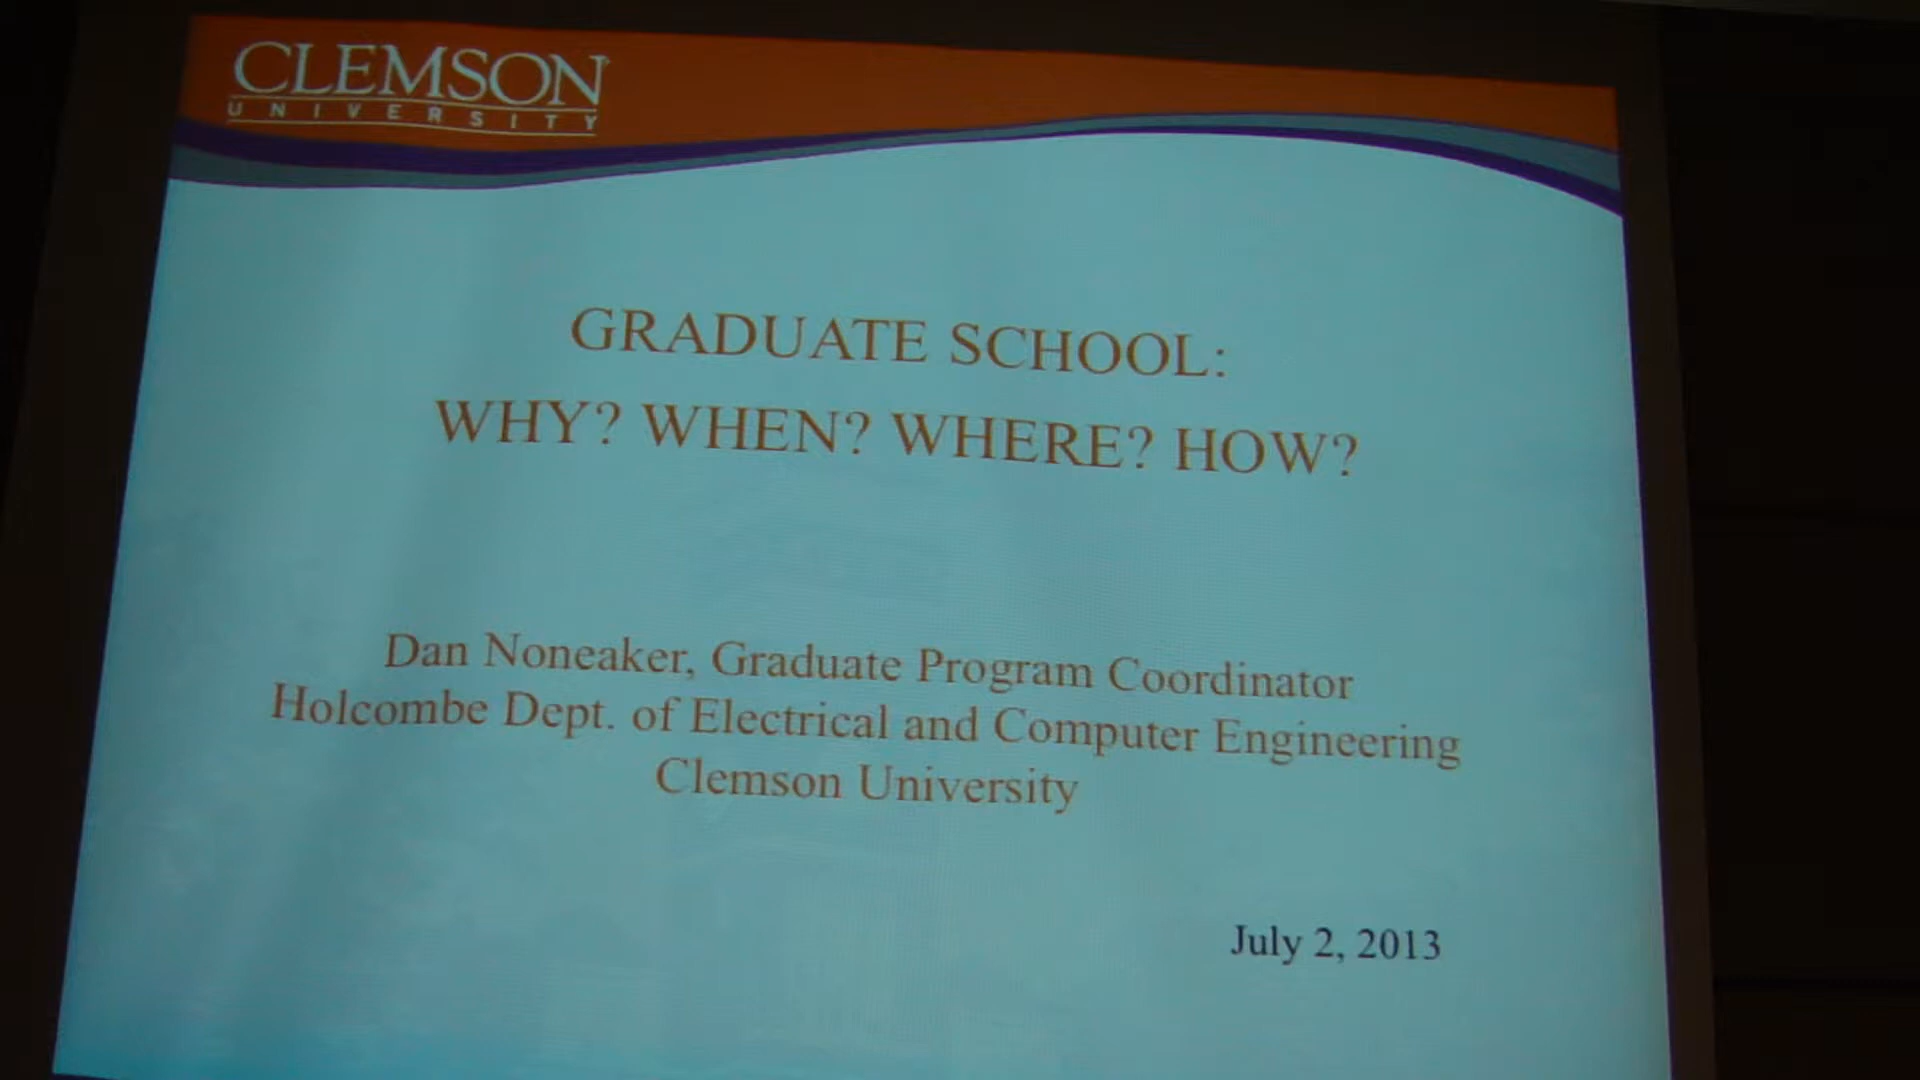 CLEMSON
UNIVERSITY
GRADUATE SCHOOL:
WHY? WHEN? WHERE? HOW?
Dan Noneaker, Graduate Program Coordinator
Holcombe Dept. of Electrical and Computer Engineering
Clemson University
July 2, 2013